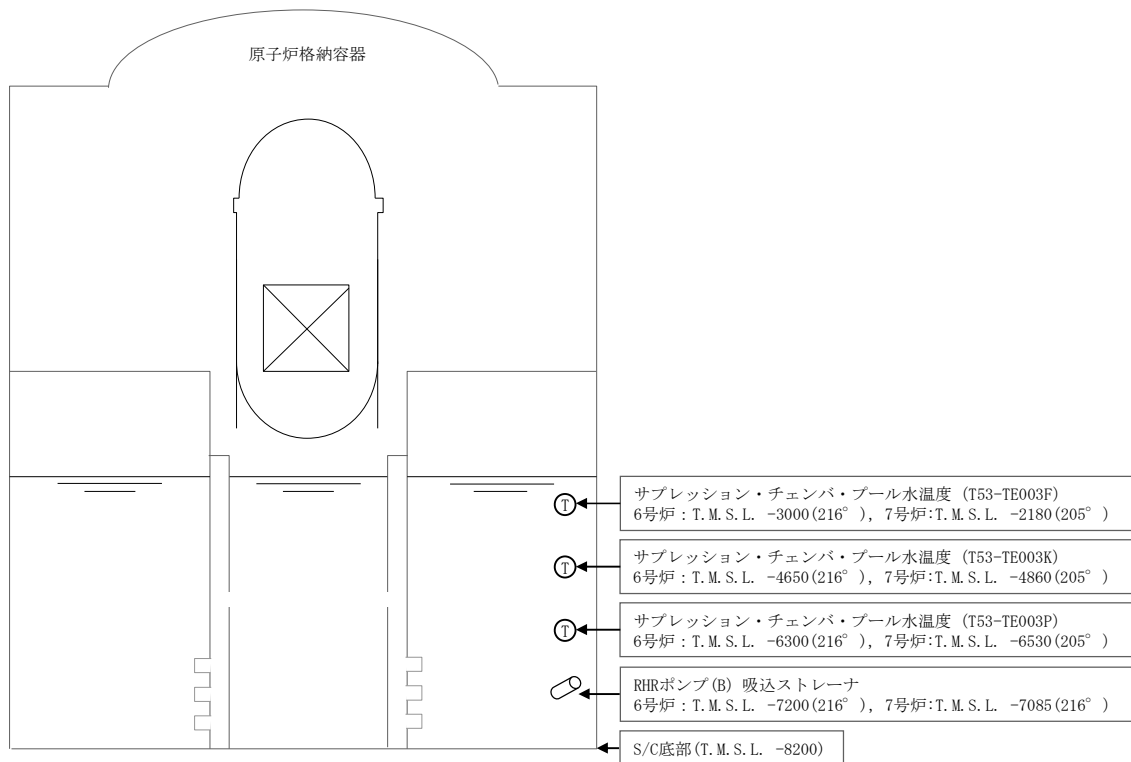 原子炉格納容器
T
サプレッション・チェンバ・プール水温度 (T53-TE003F)
6号炉：T.M.S.L. -3000(216°), 7号炉:T.M.S.L. -2180(205°)
T
サプレッション・チェンバ・プール水温度 (T53-TE003K)
6号炉：T.M.S.L. -4650(216°), 7号炉:T.M.S.L. -4860(205°)
T
サプレッション・チェンバ・プール水温度 (T53-TE003P)
6号炉：T.M.S.L. -6300(216°), 7号炉:T.M.S.L. -6530(205°)
RHRポンプ(B) 吸込ストレーナ
6号炉：T.M.S.L. -7200(216°), 7号炉:T.M.S.L. -7085(216°)
S/C底部(T.M.S.L. -8200)